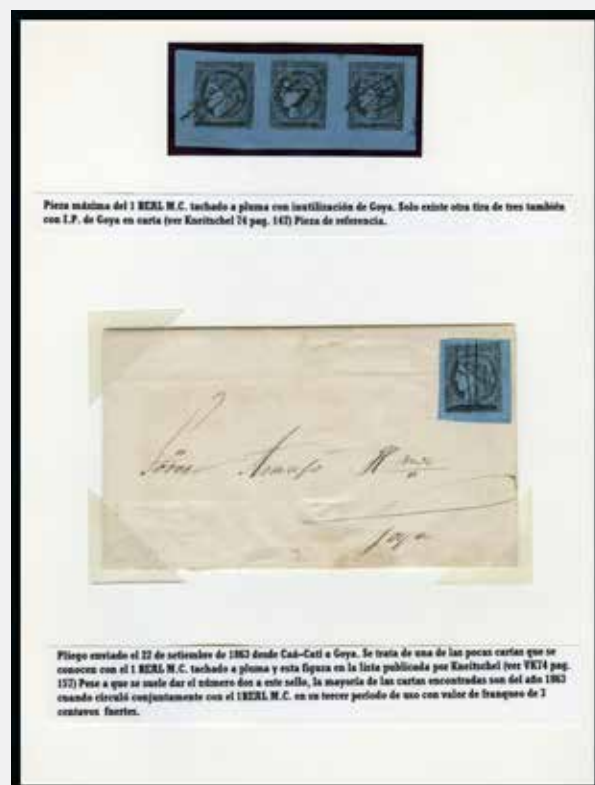 Pieza máxima del 1 REAL M.C. tachado a pluma con inutilización de Goya. Solo existe otra tira de tres también
con I.P. de Goya en carta (ver Kneitschel 74 pag. 142) Pieza de referencia.
Goya
Pliego enviado el 22 de setiembre de 1863 desde Caá-Catí a Goya. Se trata de una de las pocas cartas que se
conocen con el 1 REAL M.C. tachado a pluma y esta figura en la lista publicada por Kneitschel (ver VK74 pag.
157) Pese a que se suele dar el número dos a este sello, la mayoría de las cartas encontradas son del año 1863
cuando circuló conjuntamente con el 1REAL M.C. en un tercer periodo de uso con valor de franqueo de 3
centavos fuertes.